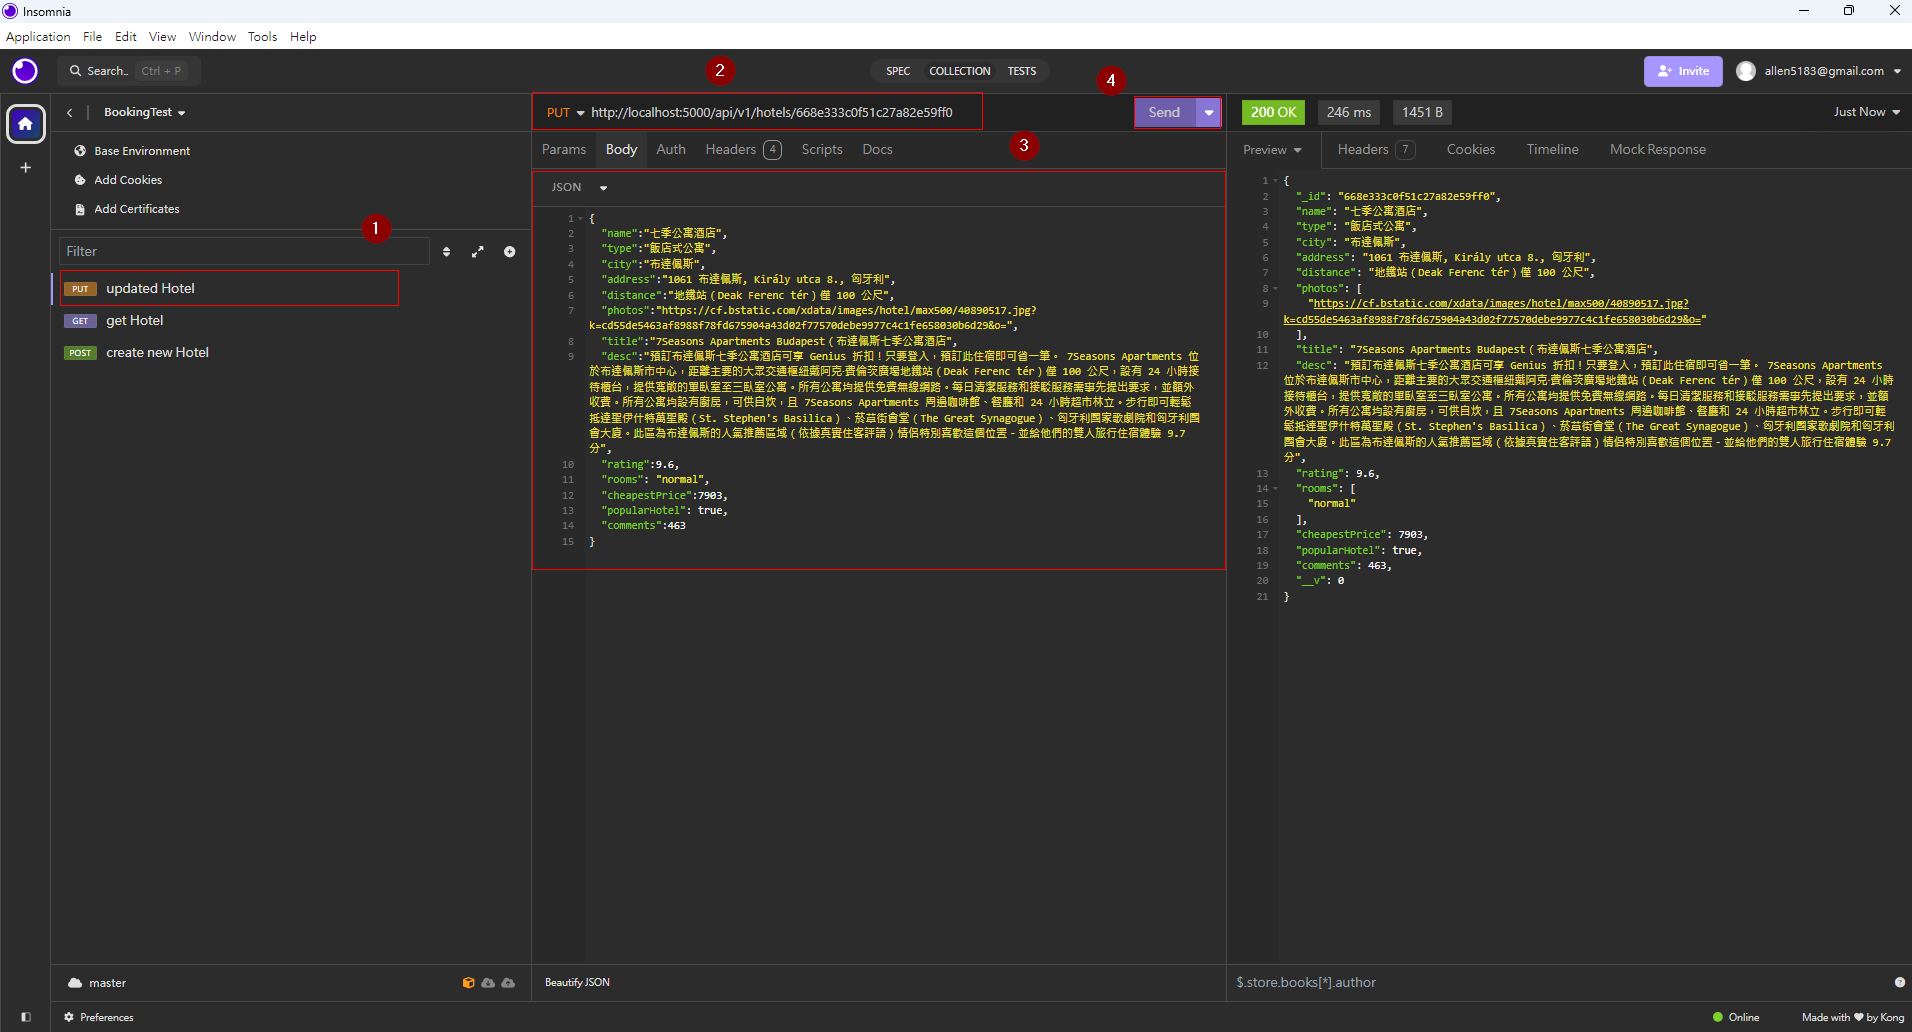 Insomnia
Application File Edit View Window Tools Help
Search.. Ctrl + P
2
SPEC COLLECTION TESTS
4
Invite
allen5183@gmail.com
BookingTest
PUT http://localhost:5000/api/v1/hotels/668e333c0f51c27a82e59ff0
Send
200 OK 246 ms 1451 B
Just Now
Base Environment
Add Cookies
Add Certificates
1
Filter
PUT updated Hotel
GET get Hotel
POST create new Hotel
Params Body Auth Headers 4 Scripts Docs
3
JSON
1 {
2 "name":"七季公寓酒店",
3 "type":"飯店式公寓",
4 "city":"布達佩斯",
5 "address":"1061 布達佩斯, Király utca 8., 匈牙利",
6 "distance":"地鐵站（Deak Ferenc tér）僅 100 公尺",
7 "photos":"https://cf.bstatic.com/xdata/images/hotel/max500/40890517.jpg?
k=cd55de5463af8988f78fd675904a43d02f77570debe9977c4c1fe658030b6d29&o=",
8 "title":"7Seasons Apartments Budapest（布達佩斯七季公寓酒店",
9 "desc":"預訂布達佩斯七季公寓酒店可享 Genius 折扣！只要登入，預訂此住宿即可省一筆。 7Seasons Apartments 位
於布達佩斯市中心，距離主要的大眾交通樞紐戴阿克·費倫茨廣場地鐵站（Deak Ferenc tér）僅 100 公尺，設有 24 小時接
待櫃台，提供寬敞的單臥室至三臥室公寓。所有公寓均提供免費無線網路。每日清潔服務和接駁服務需事先提出要求，並額外
收費。所有公寓均設有廚房，可供自炊，且 7Seasons Apartments 周邊咖啡館、餐廳和 24 小時超市林立。步行即可輕鬆
抵達聖伊什特萬聖殿（St. Stephen's Basilica）、菸草街會堂（The Great Synagogue）、匈牙利國家歌劇院和匈牙利國
會大廈。此區為布達佩斯的人氣推薦區域（依據真實住客評語）情侶特別喜歡這個位置 - 並給他們的雙人旅行住宿體驗 9.7
分",
10 "rating":9.6,
11 "rooms": "normal",
12 "cheapestPrice":7903,
13 "popularHotel": true,
14 "comments":463
15 }
Preview Headers 7 Cookies Timeline Mock Response
1 {
2 "_id": "668e333c0f51c27a82e59ff0",
3 "name": "七季公寓酒店",
4 "type": "飯店式公寓",
5 "city": "布達佩斯",
6 "address": "1061 布達佩斯, Király utca 8., 匈牙利",
7 "distance": "地鐵站（Deak Ferenc tér）僅 100 公尺",
8 "photos": [
9 "https://cf.bstatic.com/xdata/images/hotel/max500/40890517.jpg?
k=cd55de5463af8988f78fd675904a43d02f77570debe9977c4c1fe658030b6d29&o="
10 ],
11 "title": "7Seasons Apartments Budapest（布達佩斯七季公寓酒店",
12 "desc": "預訂布達佩斯七季公寓酒店可享 Genius 折扣！只要登入，預訂此住宿即可省一筆。 7Seasons Apartments
位於布達佩斯市中心，距離主要的大眾交通樞紐戴阿克·費倫茨廣場地鐵站（Deak Ferenc tér）僅 100 公尺，設有 24 小時
接待櫃台，提供寬敞的單臥室至三臥室公寓。所有公寓均提供免費無線網路。每日清潔服務和接駁服務需事先提出要求，並額
外收費。所有公寓均設有廚房，可供自炊，且 7Seasons Apartments 周邊咖啡館、餐廳和 24 小時超市林立。步行即可輕
鬆抵達聖伊什特萬聖殿（St. Stephen's Basilica）、菸草街會堂（The Great Synagogue）、匈牙利國家歌劇院和匈牙利
國會大廈。此區為布達佩斯的人氣推薦區域（依據真實住客評語）情侶特別喜歡這個位置 - 並給他們的雙人旅行住宿體驗 9.7
分",
13 "rating": 9.6,
14 "rooms": [
15 "normal"
16 ],
17 "cheapestPrice": 7903,
18 "popularHotel": true,
19 "comments": 463,
20 "__v": 0
21 }
master
Beautify JSON
$.store.books[*].author
Preferences
Online
Made with ♥ by Kong